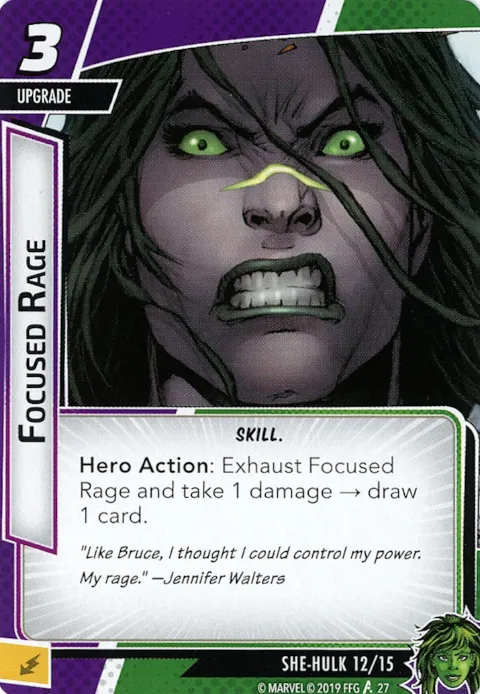 3
UPGRADE
FOCUSED RAGE
SKILL.
Hero Action: Exhaust Focused
Rage and take 1 damage → draw
1 card.
"Like Bruce, I thought I could control my power.
My rage." —Jennifer Walters
SHE-HULK 12/15
© MARVEL © 2019 FFG 27